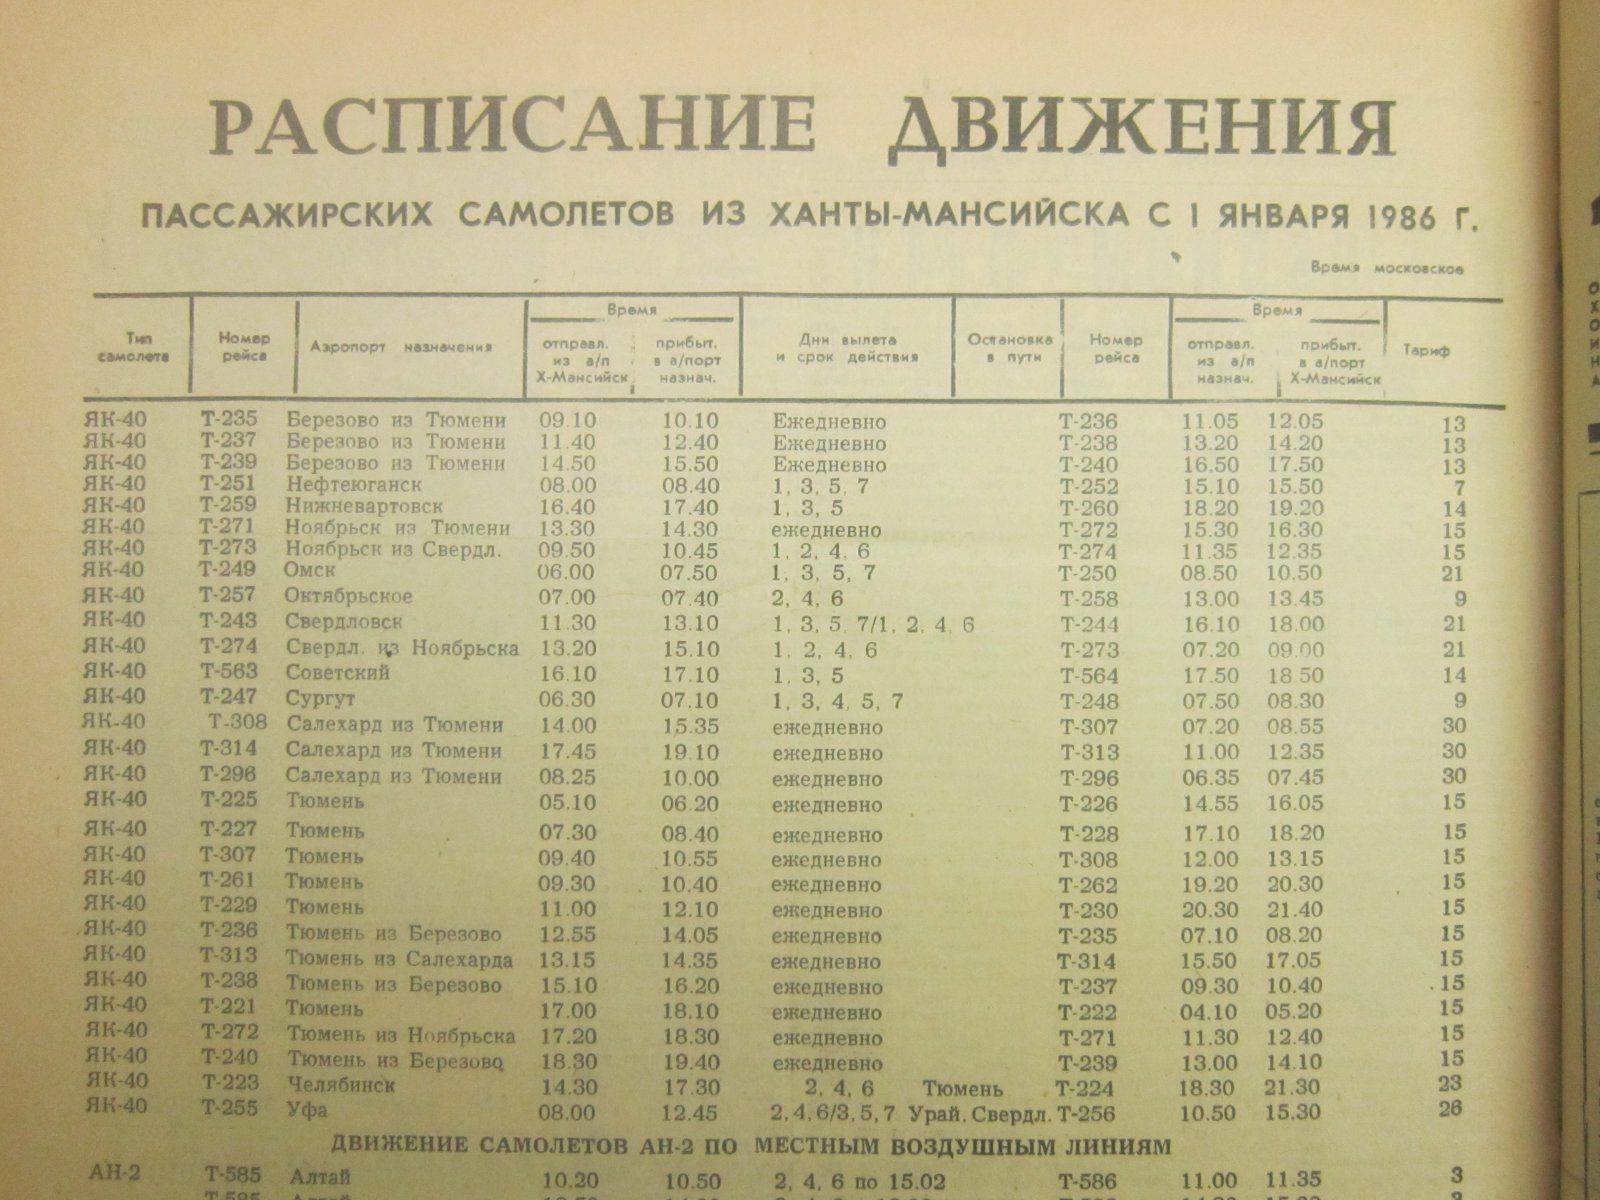 РАСПИСАНИЕ ДВИЖЕНИЯ
ПАССАЖИРСКИХ САМОЛЕТОВ ИЗ ХАНТЫ-МАНСИЙСКА С 1 ЯНВАРЯ 1986 Г.
Время московское
Тип самолета Номер рейса Аэропорт назначения Время отправл. из а/п Х-Мансийск прибыт. в а/порт назнач. Дни вылета и срок действия Остановка в пути Номер рейса Время отправл. из а/п назнач. прибыт. в а/порт Х-Мансийск Тариф
ЯК-40 Т-235 Березово из Тюмени 09.10 10.10 Ежедневно Т-236 11.05 12.05 13
ЯК-40 Т-237 Березово из Тюмени 11.40 12.40 Ежедневно Т-238 13.20 14.20 13
ЯК-40 Т-239 Березово из Тюмени 14.50 15.50 Ежедневно Т-240 16.50 17.50 13
ЯК-40 Т-251 Нефтеюганск 08.00 08.40 1, 3, 5, 7 Т-252 15.10 15.50 7
ЯК-40 Т-259 Нижневартовск 16.40 17.40 1, 3, 5 Т-260 18.20 19.20 14
ЯК-40 Т-271 Ноябрьск из Тюмени 13.30 14.30 ежедневно Т-272 15.30 16.30 15
ЯК-40 Т-273 Ноябрьск из Свердл. 09.50 10.45 1, 2, 4, 6 Т-274 11.35 12.35 15
ЯК-40 Т-249 Омск 06.00 07.50 1, 3, 5, 7 Т-250 08.50 10.50 21
ЯК-40 Т-257 Октябрьское 07.00 07.40 2, 4, 6 Т-258 13.00 13.45 9
ЯК-40 Т-243 Свердловск 11.30 13.10 1, 3, 5, 7/1, 2, 4, 6 Т-244 16.10 18.00 21
ЯК-40 Т-274 Свердл. из Ноябрьска 13.20 15.10 1, 2, 4, 6 Т-273 07.20 09.00 21
ЯК-40 Т-563 Советский 16.10 17.10 1, 3, 5 Т-564 17.50 18.50 14
ЯК-40 Т-247 Сургут 06.30 07.10 1, 3, 4, 5, 7 Т-248 07.50 08.30 9
ЯК-40 Т-308 Салехард из Тюмени 14.00 15.35 ежедневно Т-307 07.20 08.55 30
ЯК-40 Т-314 Салехард из Тюмени 17.45 19.10 ежедневно Т-313 11.00 12.35 30
ЯК-40 Т-296 Салехард из Тюмени 08.25 10.00 ежедневно Т-296 06.35 07.45 30
ЯК-40 Т-225 Тюмень 05.10 06.20 ежедневно Т-226 14.55 16.05 15
ЯК-40 Т-227 Тюмень 07.30 08.40 ежедневно Т-228 17.10 18.20 15
ЯК-40 Т-307 Тюмень 09.40 10.55 ежедневно Т-308 12.00 13.15 15
ЯК-40 Т-261 Тюмень 09.30 10.40 ежедневно Т-262 19.20 20.30 15
ЯК-40 Т-229 Тюмень 11.00 12.10 ежедневно Т-230 20.30 21.40 15
ЯК-40 Т-236 Тюмень из Березово 12.55 14.05 ежедневно Т-235 07.10 08.20 15
ЯК-40 Т-313 Тюмень из Салехарда 13.15 14.35 ежедневно Т-314 15.50 17.05 15
ЯК-40 Т-238 Тюмень из Березово 15.10 16.20 ежедневно Т-237 09.30 10.40 15
ЯК-40 Т-221 Тюмень 17.00 18.10 ежедневно Т-222 04.10 05.20 15
ЯК-40 Т-272 Тюмень из Ноябрьска 17.20 18.30 ежедневно Т-271 11.30 12.40 15
ЯК-40 Т-240 Тюмень из Березово 18.30 19.40 ежедневно Т-239 13.00 14.10 15
ЯК-40 Т-223 Челябинск 14.30 17.30 2, 4, 6 Тюмень Т-224 18.30 21.30 23
ЯК-40 Т-255 Уфа 08.00 12.45 2,4,6/3,5,7 Урай, Свердл. Т-256 10.50 15.30 26
ДВИЖЕНИЕ САМОЛЕТОВ АН-2 ПО МЕСТНЫМ ВОЗДУШНЫМ ЛИНИЯМ
АН-2 Т-585 Алтай 10.20 10.50 2, 4, 6 по 15.02 Т-586 11.00 11.35 3